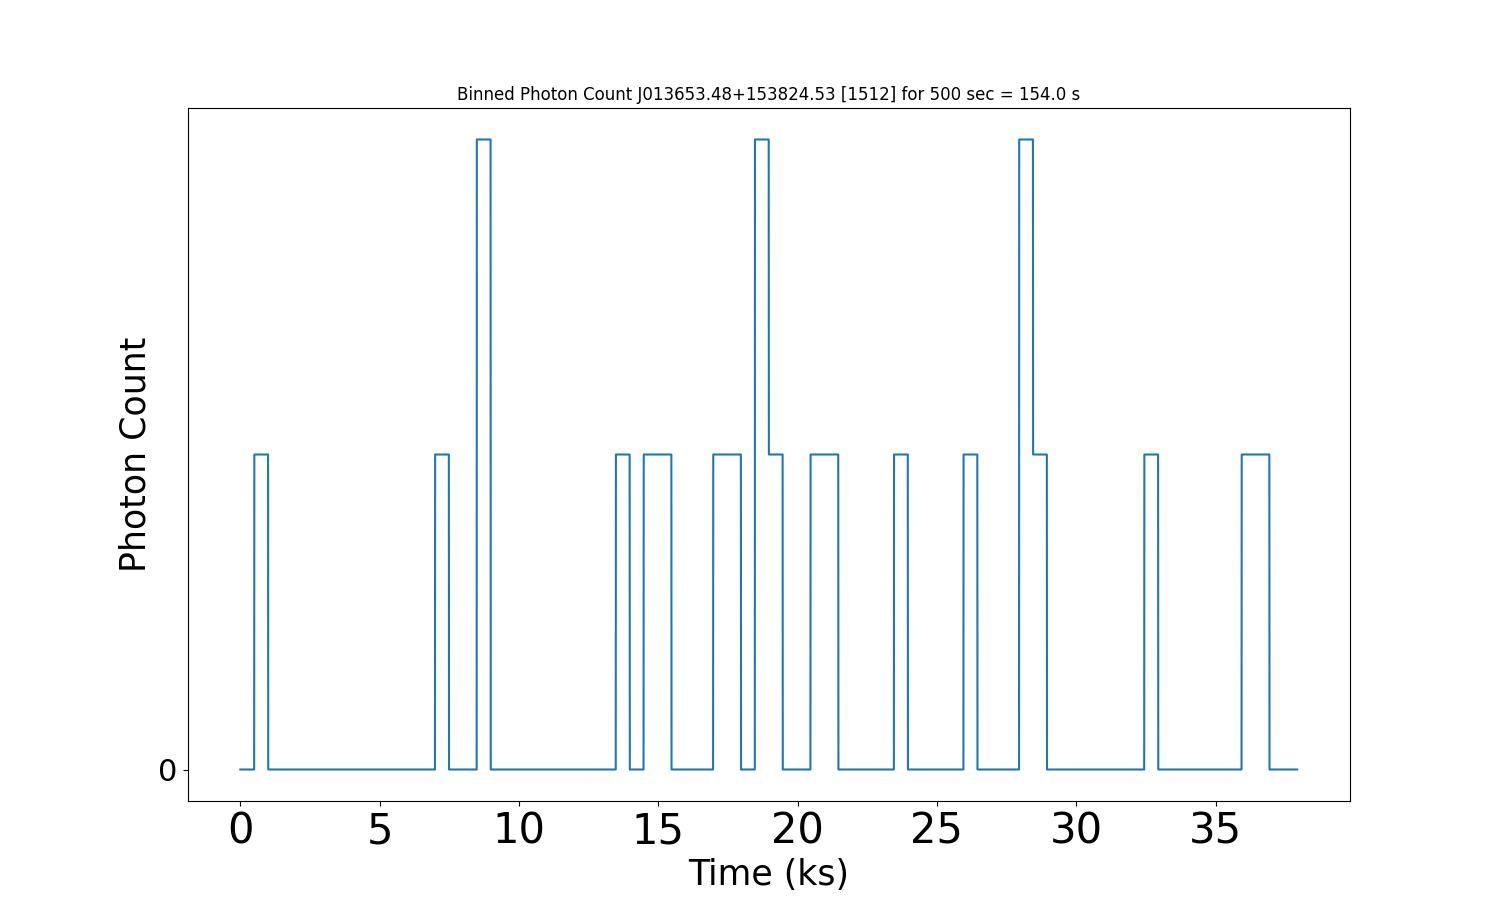 Binned Photon Count J013653.48+153824.53 [1512] for 500 sec = 154.0 s
Photon Count
0
0 5 10 15 20 25 30 35
Time (ks)